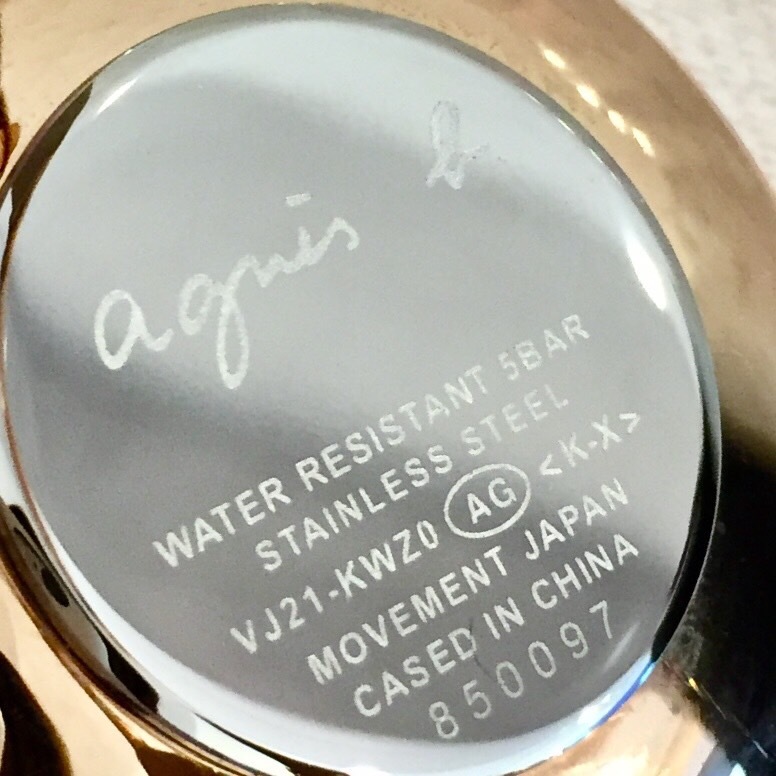 agnès b
WATER RESISTANT 5BAR
STAINLESS STEEL
VJ21-KWZ0 AG <K-X>
MOVEMENT JAPAN
CASED IN CHINA
850097